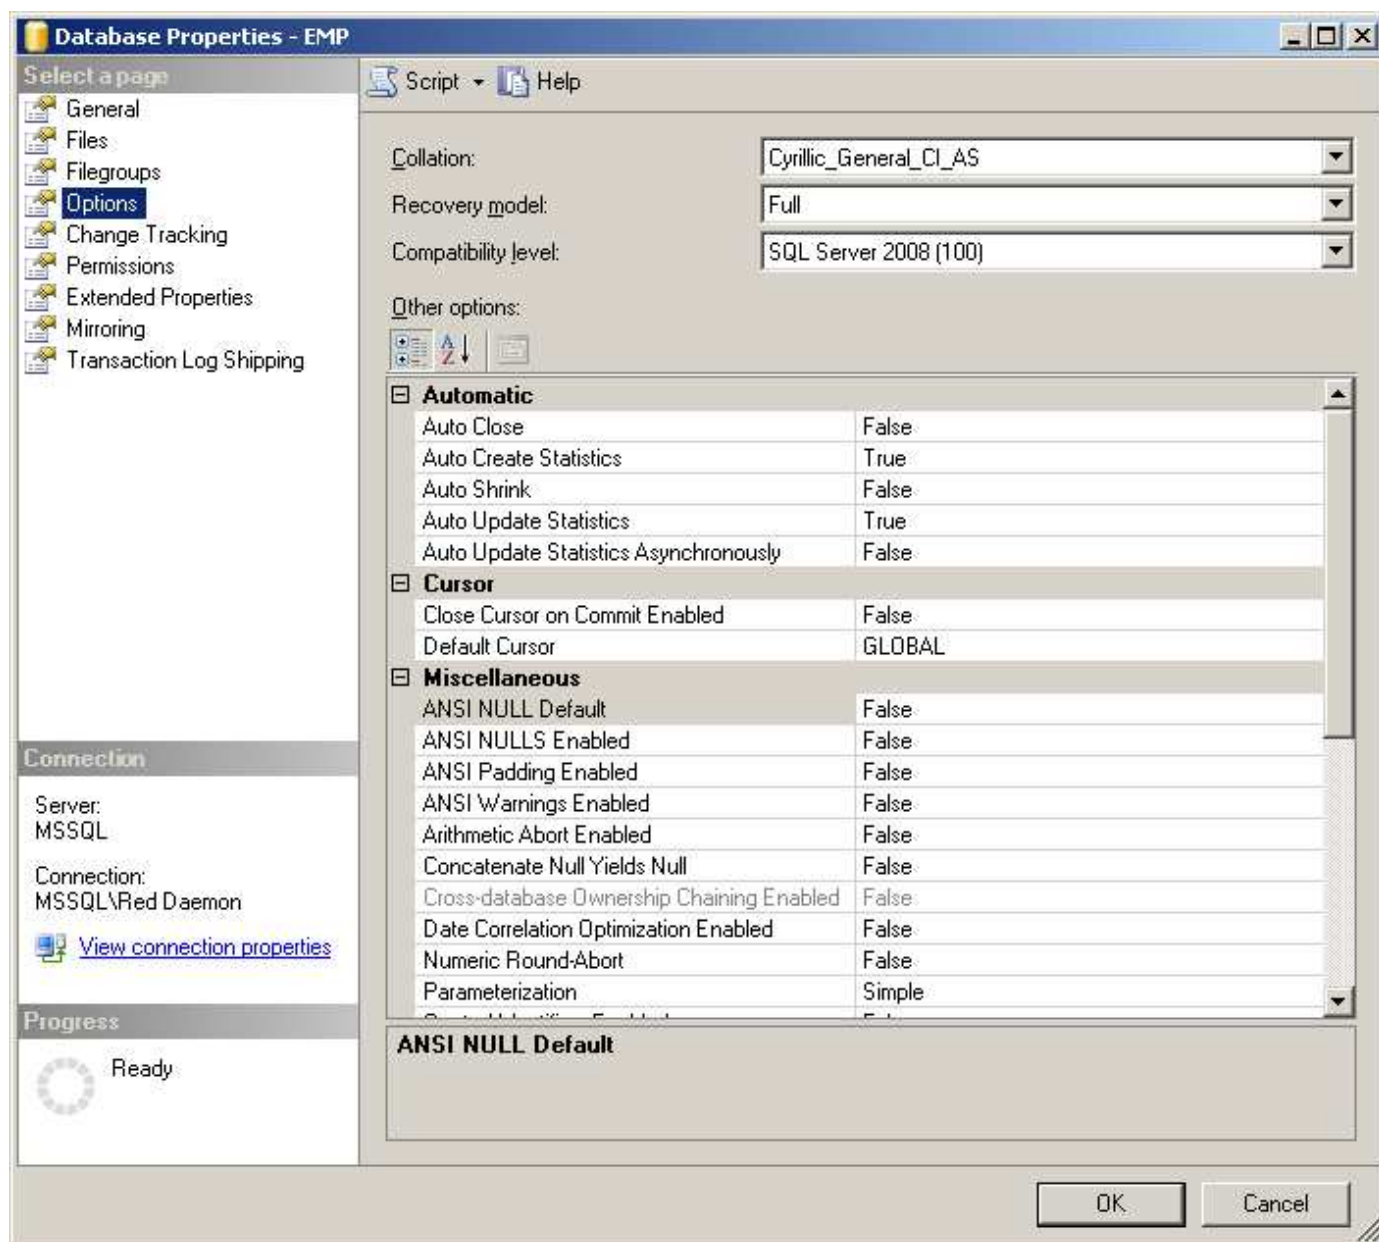 Database Properties - EMP
Select a page
General
Files
Filegroups
Options
Change Tracking
Permissions
Extended Properties
Mirroring
Transaction Log Shipping
Connection
Server:
MSSQL
Connection:
MSSQL\Red Daemon
View connection properties
Progress
Ready
Script Help
Collation: Cyrillic_General_CI_AS
Recovery model: Full
Compatibility level: SQL Server 2008 (100)
Other options:
Automatic
Auto Close False
Auto Create Statistics True
Auto Shrink False
Auto Update Statistics True
Auto Update Statistics Asynchronously False
Cursor
Close Cursor on Commit Enabled False
Default Cursor GLOBAL
Miscellaneous
ANSI NULL Default False
ANSI NULLS Enabled False
ANSI Padding Enabled False
ANSI Warnings Enabled False
Arithmetic Abort Enabled False
Concatenate Null Yields Null False
Cross-database Ownership Chaining Enabled False
Date Correlation Optimization Enabled False
Numeric Round-Abort False
Parameterization Simple
ANSI NULL Default
OK Cancel